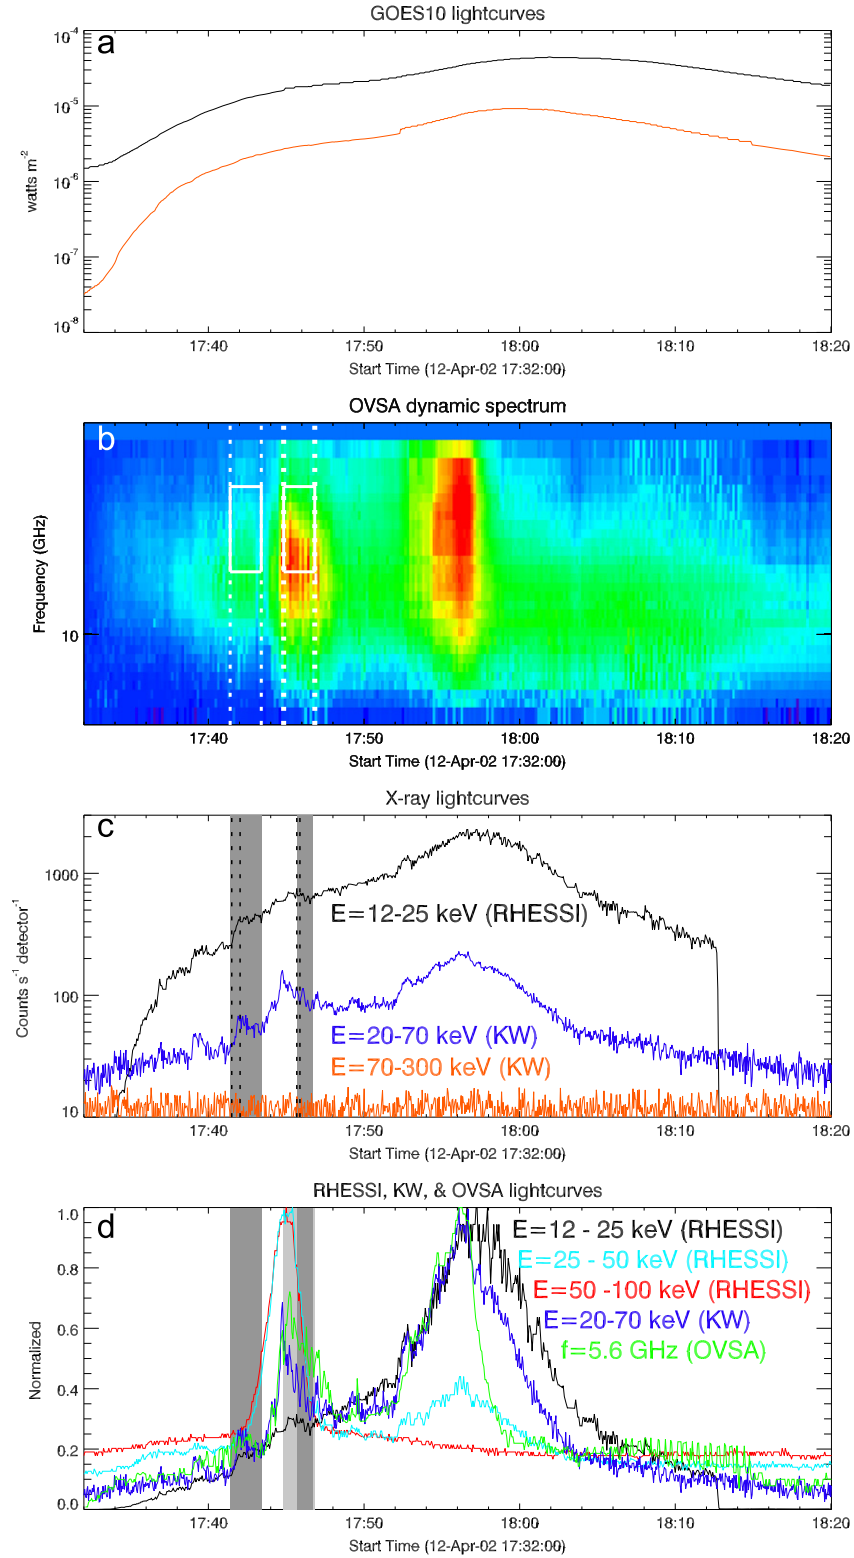 GOES10 lightcurves
a
10⁻⁴
10⁻⁵
10⁻⁶
10⁻⁷
10⁻⁸
watts m⁻²
17:40 17:50 18:00 18:10 18:20
Start Time (12-Apr-02 17:32:00)
OVSA dynamic spectrum
b
Frequency (GHz)
10
17:40 17:50 18:00 18:10 18:20
Start Time (12-Apr-02 17:32:00)
X-ray lightcurves
c
1000
100
10
Counts s⁻¹ detector⁻¹
E=12-25 keV (RHESSI)
E=20-70 keV (KW)
E=70-300 keV (KW)
17:40 17:50 18:00 18:10 18:20
Start Time (12-Apr-02 17:32:00)
RHESSI, KW, & OVSA lightcurves
d
1.0
0.8
0.6
0.4
0.2
0.0
Normalized
E=12 - 25 keV (RHESSI)
E=25 - 50 keV (RHESSI)
E=50 -100 keV (RHESSI)
E=20-70 keV (KW)
f=5.6 GHz (OVSA)
17:40 17:50 18:00 18:10 18:20
Start Time (12-Apr-02 17:32:00)